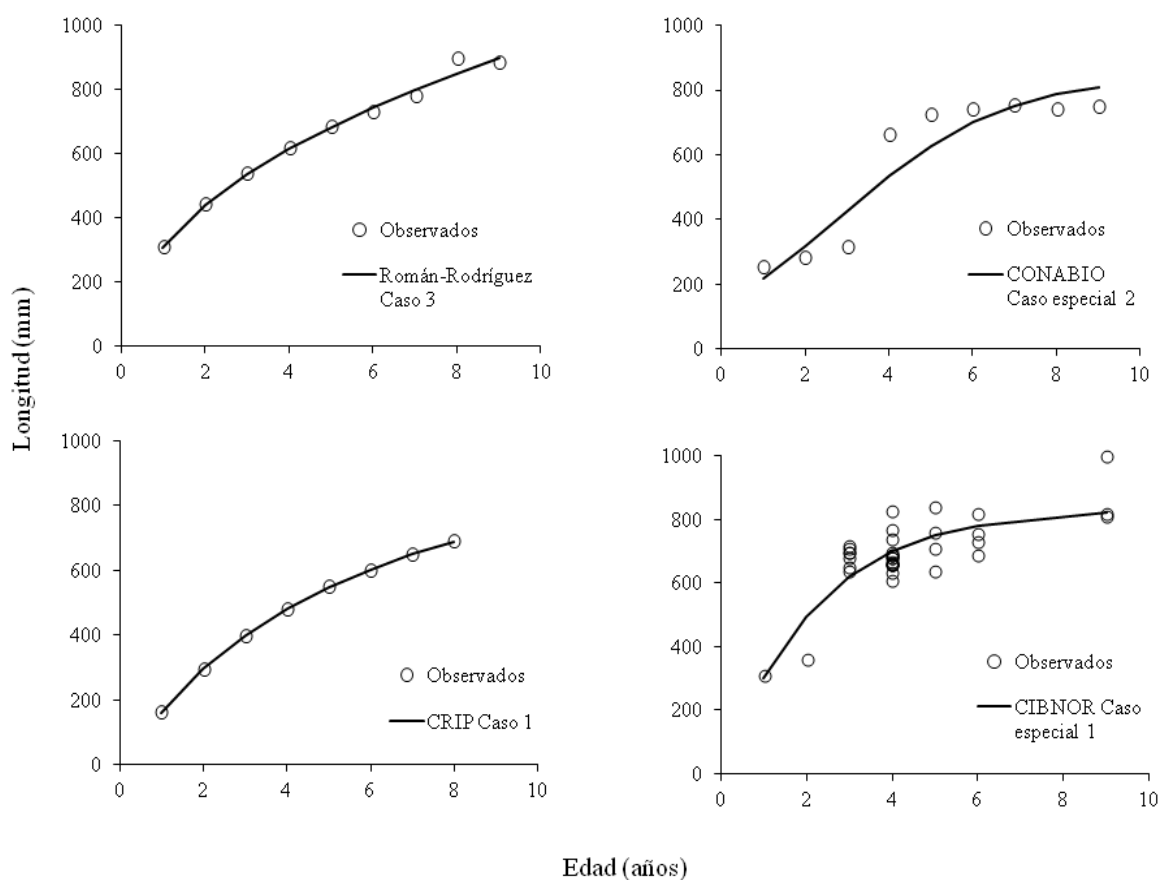 Longitud (mm)
1000
800
600
400
200
0
0 2 4 6 8 10
Observados
Román-Rodríguez
Caso 3
1000
800
600
400
200
0
0 2 4 6 8 10
Observados
CONABIO
Caso especial 2
1000
800
600
400
200
0
0 2 4 6 8 10
Observados
CRIP Caso 1
1000
800
600
400
200
0
0 2 4 6 8 10
Observados
CIBNOR Caso
especial 1
Edad (años)